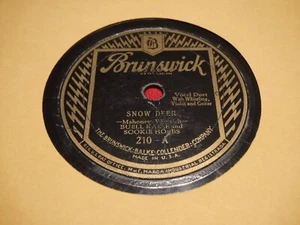 Brunswick
Vocal Duet
With Whistling,
Violin and Guitar
SNOW DEER
BUELL KAZEE and
SOOKIE HOBBS
210 - A
THE BRUNSWICK-BALKE-COLLENDER-COMPANY
MADE IN U.S.A.